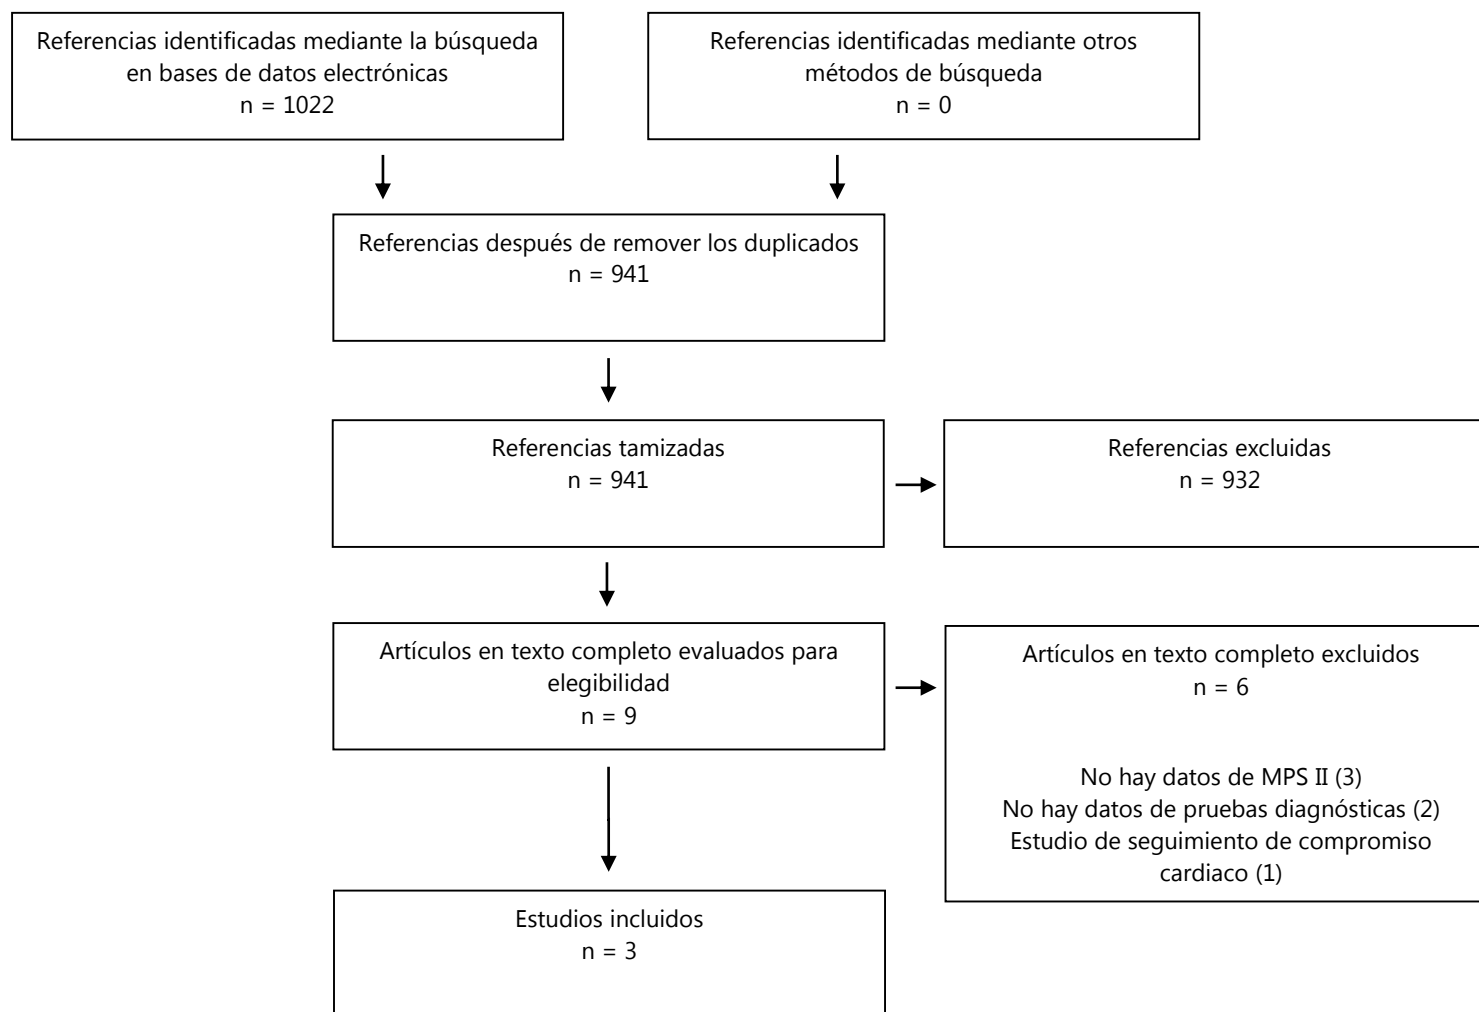 Referencias identificadas mediante la búsqueda
en bases de datos electrónicas
n = 1022
Referencias identificadas mediante otros
métodos de búsqueda
n = 0
Referencias después de remover los duplicados
n = 941
Referencias tamizadas
n = 941
Referencias excluidas
n = 932
Artículos en texto completo evaluados para
elegibilidad
n = 9
Artículos en texto completo excluidos
n = 6
No hay datos de MPS II (3)
No hay datos de pruebas diagnósticas (2)
Estudio de seguimiento de compromiso
cardiaco (1)
Estudios incluidos
n = 3